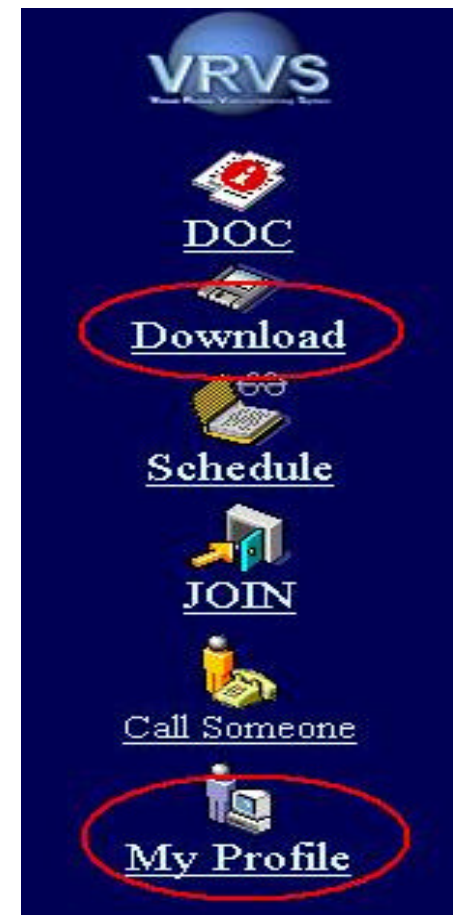 VRVS
DOC
Download
Schedule
JOIN
Call Someone
My Profile